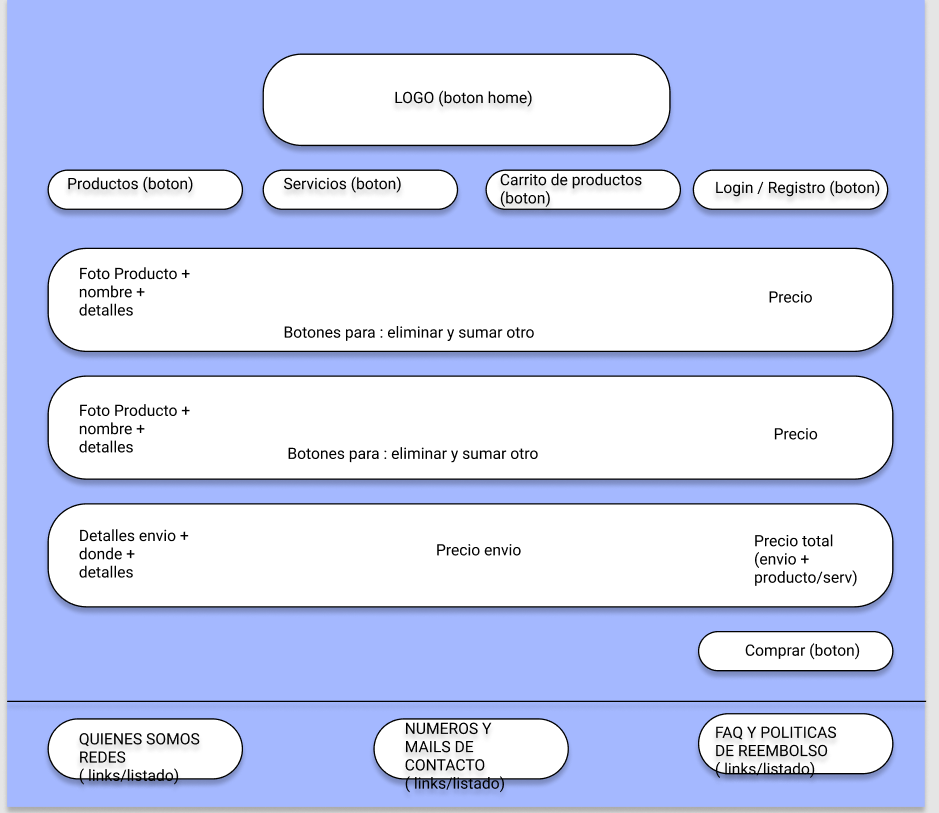 LOGO (boton home)
Productos (boton)
Servicios (boton)
Carrito de productos
(boton)
Login / Registro (boton)
Foto Producto +
nombre +
detalles
Precio
Botones para : eliminar y sumar otro
Foto Producto +
nombre +
detalles
Precio
Botones para : eliminar y sumar otro
Detalles envio +
donde +
detalles
Precio envio
Precio total
(envio +
producto/serv)
Comprar (boton)
QUIENES SOMOS
REDES
( links/listado)
NUMEROS Y
MAILS DE
CONTACTO
( links/listado)
FAQ Y POLITICAS
DE REEMBOLSO
( links/listado)